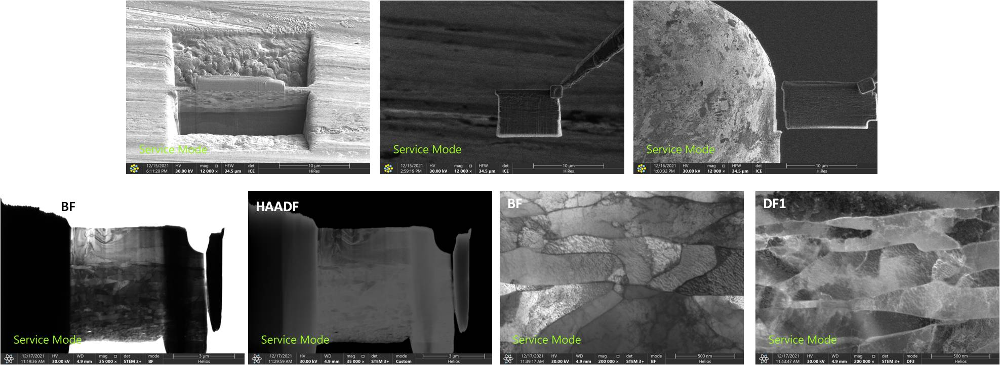 Service Mode
12/15/2021 HV mag HFW det 10 µm
6:11:20 PM 30.00 kV 12 000 × 34.5 µm ICE HiRes
Service Mode
12/15/2021 HV mag HFW det 10 µm
2:59:19 PM 30.00 kV 12 000 × 34.5 µm ICE HiRes
Service Mode
12/16/2021 HV mag HFW det 10 µm
1:00:32 PM 30.00 kV 12 000 × 34.5 µm ICE HiRes
BF
Service Mode
12/17/2021 HV WD mag det mode 3 µm
11:19:36 AM 30.00 kV 4.9 mm 35 000 × STEM 3+ BF Helios
HAADF
Service Mode
12/17/2021 HV WD mag det mode 3 µm
11:29:59 AM 30.00 kV 4.9 mm 35 000 × STEM 3+ Custom Helios
BF
Service Mode
12/17/2021 HV WD mag det mode 500 nm
11:39:17 AM 30.00 kV 4.9 mm 200 000 × STEM 3+ BF Helios
DF1
Service Mode
12/17/2021 HV WD mag det mode 500 nm
11:43:47 AM 30.00 kV 4.9 mm 200 000 × STEM 3+ DF3 Helios